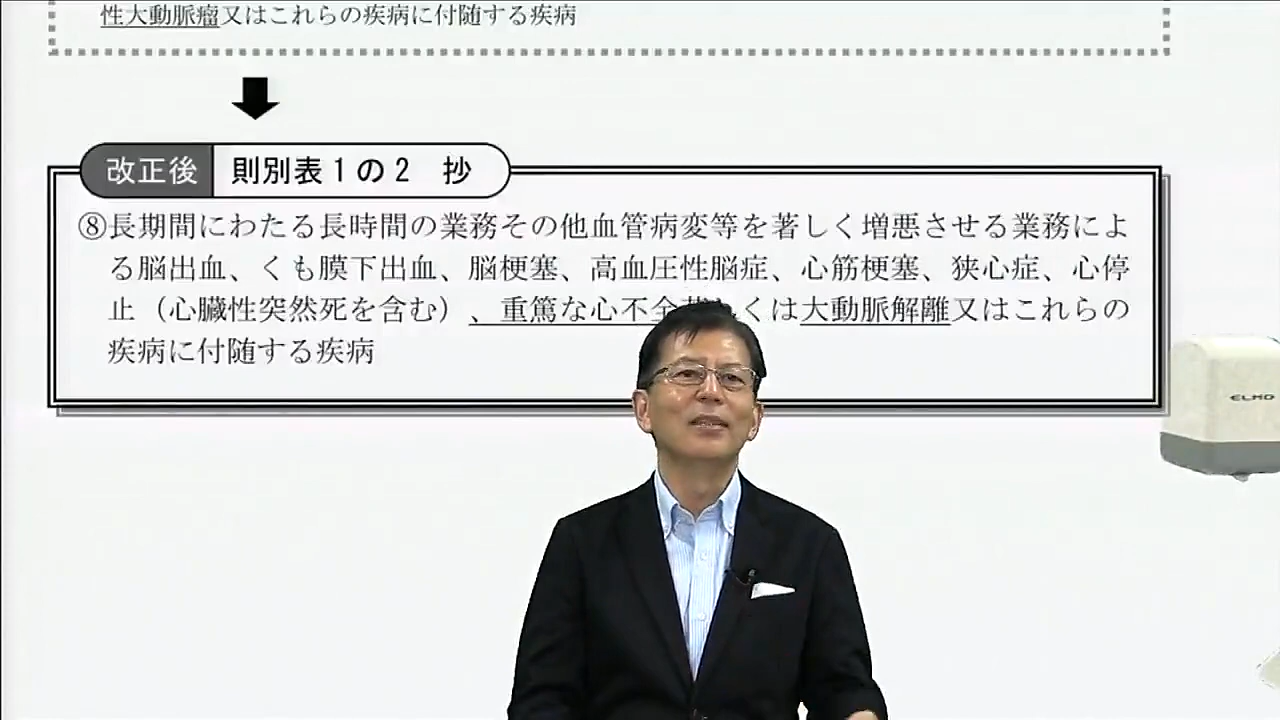 性大動脈瘤又はこれらの疾病に付随する疾病
改正後 則別表1の2 抄
⑧長期間にわたる長時間の業務その他血管病変等を著しく増悪させる業務によ
る脳出血、くも膜下出血、脳梗塞、高血圧性脳症、心筋梗塞、狭心症、心停
止（心臓性突然死を含む）、重篤な心不全 しくは大動脈解離又はこれらの
疾病に付随する疾病
ELMO